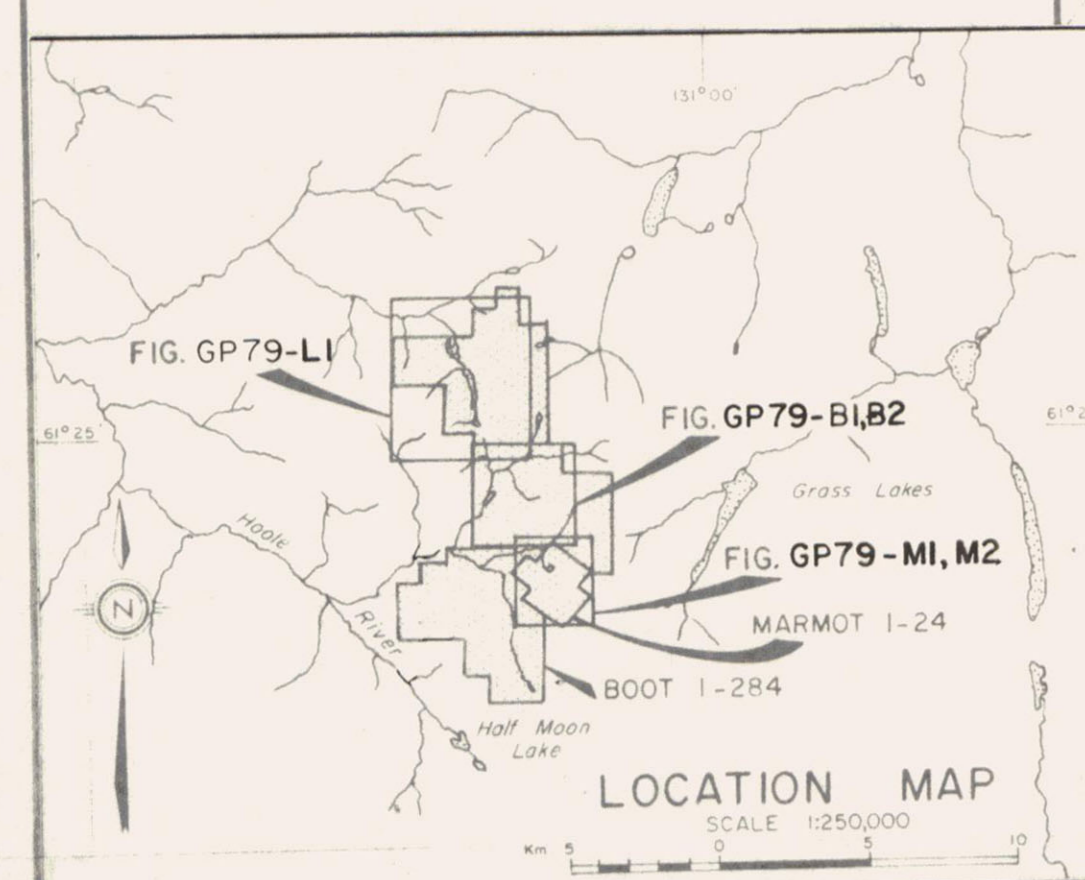 131°00'
FIG. GP79-L1
FIG. GP79-B1,B2
61°25'
61°2
Grass Lakes
Hoole
River
FIG. GP79-M1, M2
N
MARMOT 1-24
BOOT 1-284
Half Moon
Lake
LOCATION MAP
SCALE 1:250,000
Km 5 0 5 10